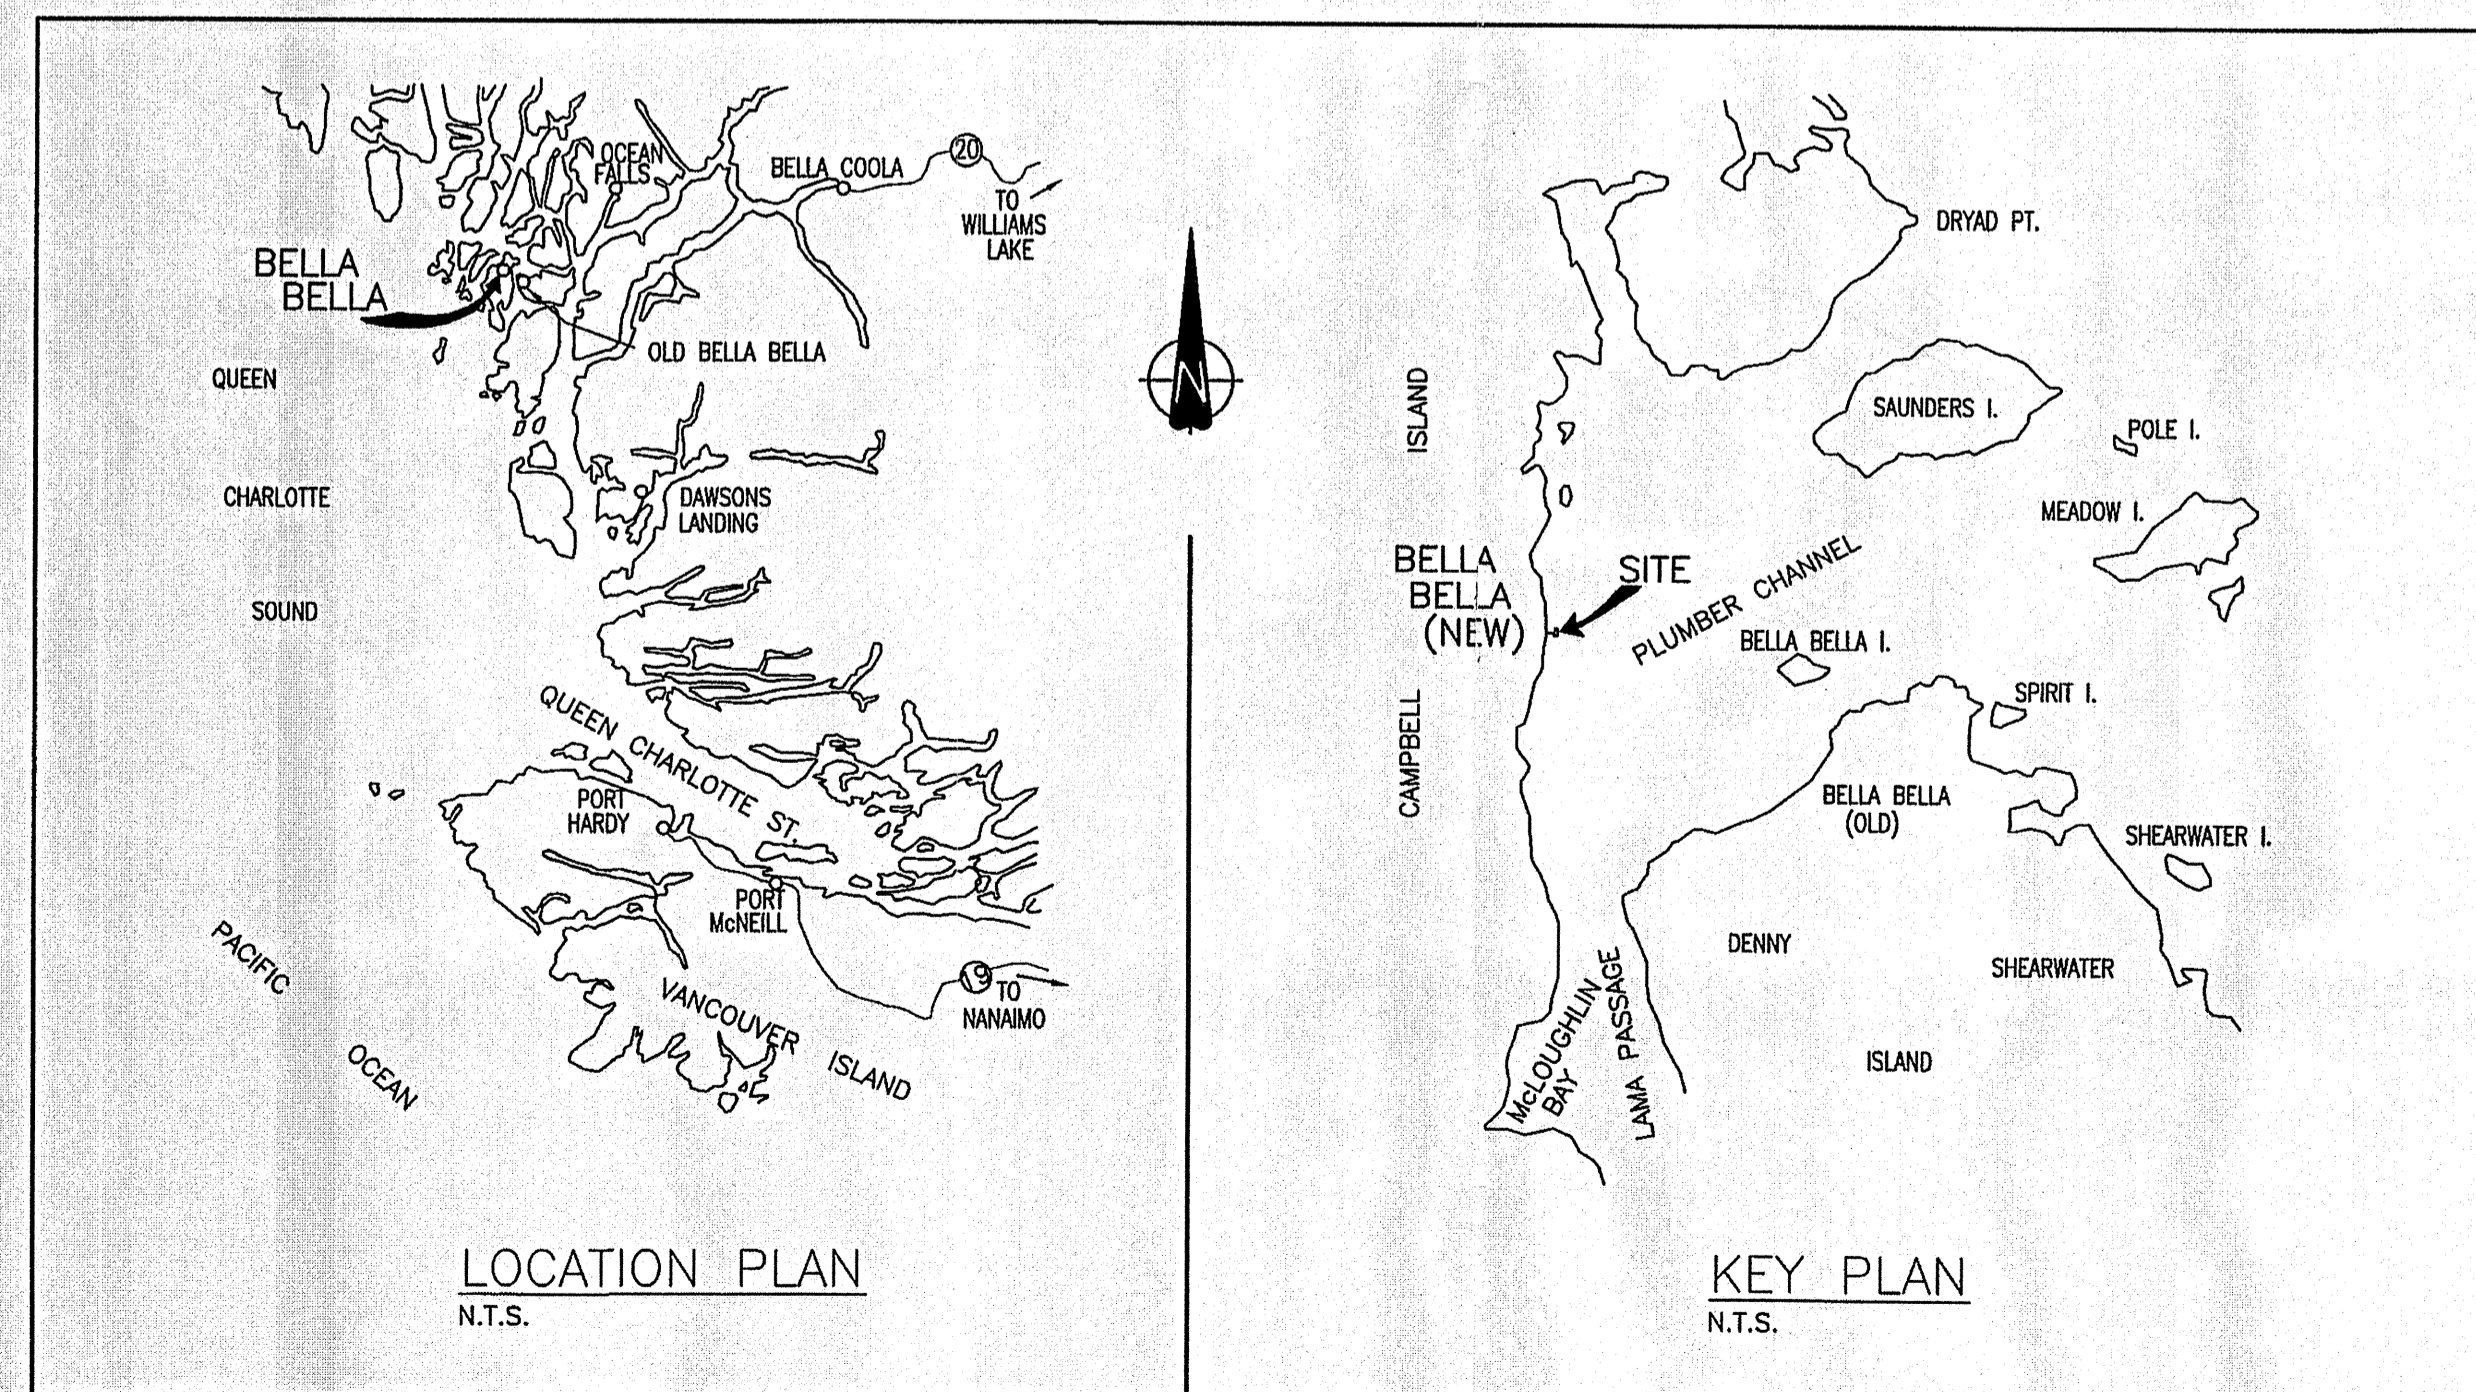 OCEAN
FALLS
BELLA COOLA
20
TO
WILLIAMS
LAKE
BELLA
BELLA
OLD BELLA BELLA
QUEEN
CHARLOTTE
SOUND
DAWSONS
LANDING
QUEEN CHARLOTTE ST.
PORT
HARDY
PORT
McNEILL
PACIFIC
OCEAN
VANCOUVER ISLAND
19
TO
NANAIMO
LOCATION PLAN
N.T.S.
N
DRYAD PT.
SAUNDERS I.
POLE I.
MEADOW I.
CAMPBELL ISLAND
BELLA
BELLA
(NEW)
SITE
PLUMBER CHANNEL
BELLA BELLA I.
SPIRIT I.
BELLA BELLA
(OLD)
SHEARWATER I.
DENNY
SHEARWATER
ISLAND
McLOUGHLIN
BAY
LAMA PASSAGE
KEY PLAN
N.T.S.